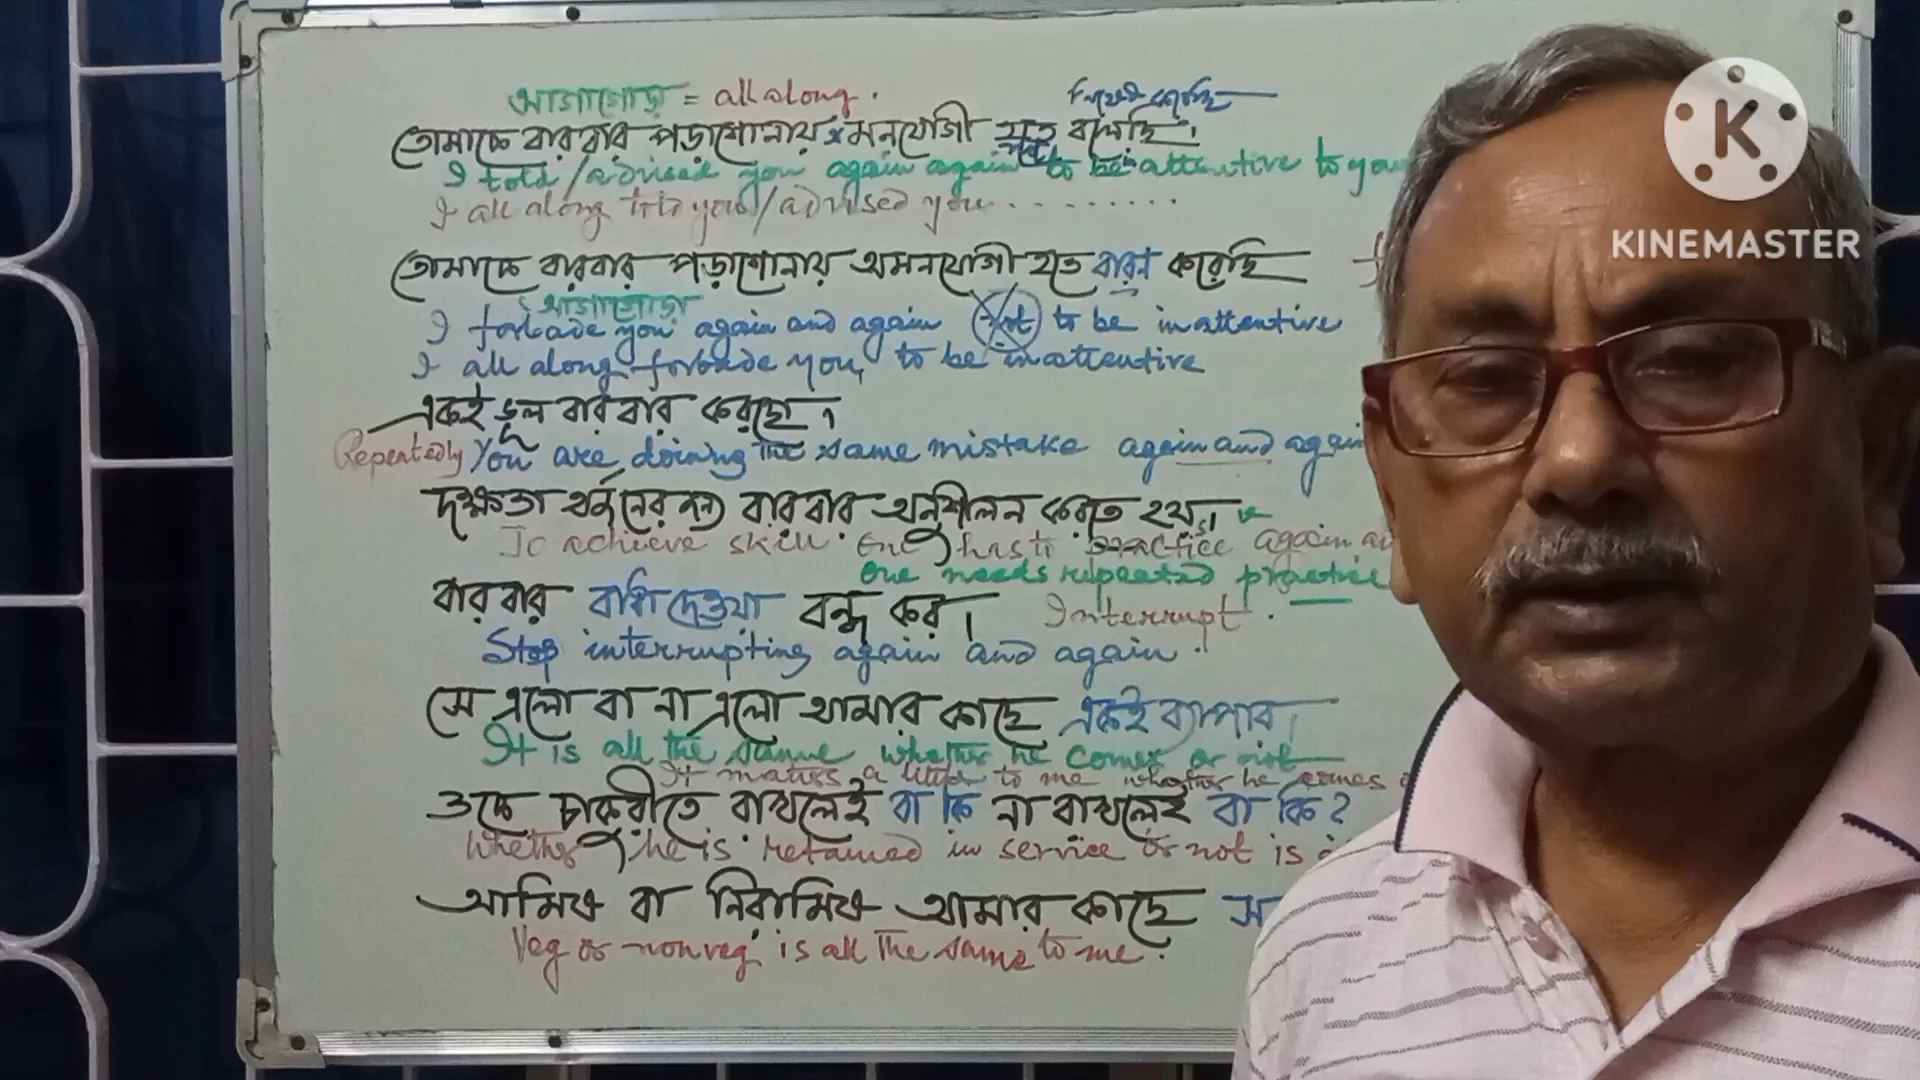 আগাগোড়া = all along.
তোমাকে বারবার পড়াশোনায় মনযোগী হতে বলেছি।
I told/advised you again again to be attentive to you
I all along told you/advised you.........
তোমাকে বারবার পড়াশোনায় অমনযোগী হতে বারন করেছি
আগাগোড়া
I forbade you again and again not to be inattentive
I all along forbade you, to be inattentive
একই ভুল বারবার করছো।
Repeatedly You are doing the same mistake again and again
দক্ষতা অর্জনের জন্য বারবার অনুশীলন করতে হয়।
To achieve skill one has to practise again
one needs repeated practice
বারবার বাধা দেওয়া বন্ধ কর। Interrupt.
Stop interrupting again and again.
সে এলো বা না এলো আমার কাছে একই ব্যাপার।
It is all the same whether he comes or not
It matters a little to me whether he comes
ওকে চাকুরীতে রাখলেই বা কি না রাখলেই বা কি?
Whether he is retained in service or not is
আমিষ বা নিরামিষ আমার কাছে স
Veg or nonveg. is all the same to me.
K
KINEMASTER